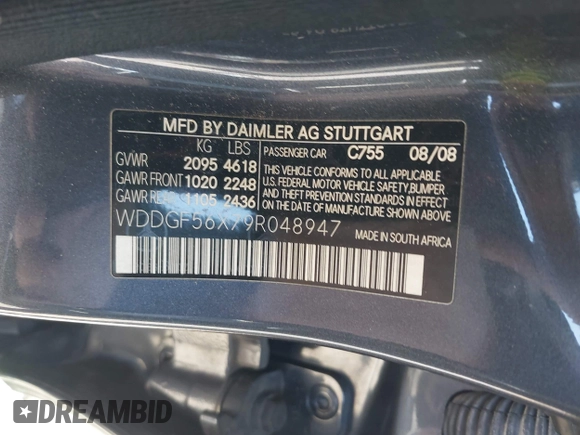 MFD BY DAIMLER AG STUTTGART
KG LBS
GVWR 2095 4618
GAWR FRONT 1020 2248
GAWR REAR 1105 2436
PASSENGER CAR C755 08/08
THIS VEHICLE CONFORMS TO ALL APPLICABLE
U.S. FEDERAL MOTOR VEHICLE SAFETY, BUMPER
AND THEFT PREVENTION STANDARDS IN EFFECT
ON THE DATE OF MANUFACTURE SHOWN ABOVE.
WDDGF56X79R048947
MADE IN SOUTH AFRICA
DREAMBID